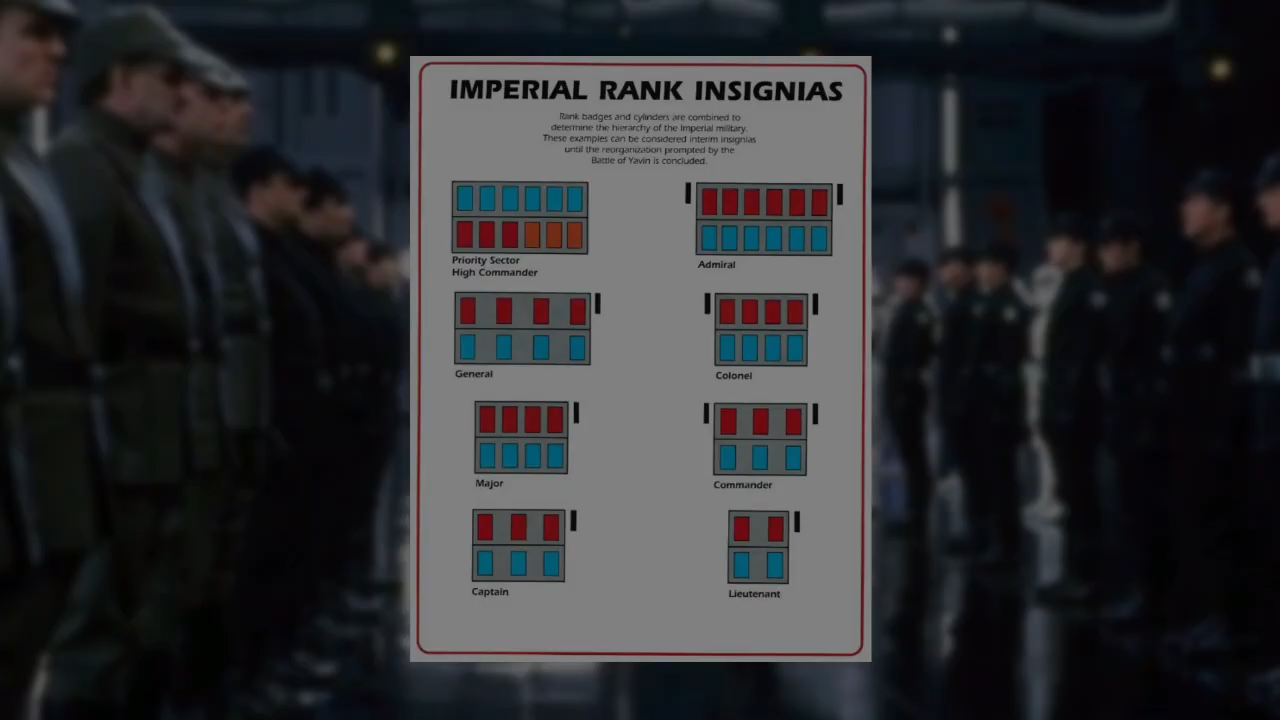 IMPERIAL RANK INSIGNIAS
Rank badges and cylinders are combined to
determine the hierarchy of the Imperial military.
These examples can be considered interim insignias
until the reorganization prompted by the
Battle of Yavin is concluded.
Priority Sector
High Commander
Admiral
General
Colonel
Major
Commander
Captain
Lieutenant